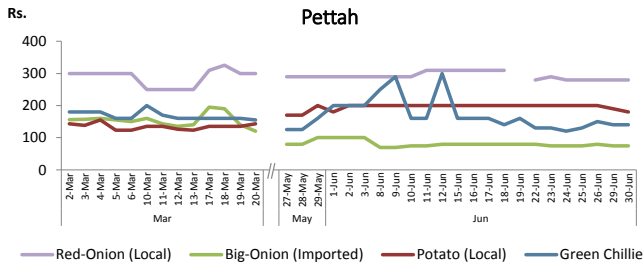 Rs.
Pettah
400
300
200
100
0
2-Mar
3-Mar
4-Mar
5-Mar
6-Mar
10-Mar
11-Mar
12-Mar
13-Mar
17-Mar
18-Mar
19-Mar
20-Mar
27-May
28-May
29-May
1-Jun
2-Jun
3-Jun
8-Jun
9-Jun
10-Jun
11-Jun
12-Jun
15-Jun
16-Jun
17-Jun
18-Jun
19-Jun
22-Jun
23-Jun
24-Jun
25-Jun
26-Jun
29-Jun
30-Jun
Mar
May
Jun
Red-Onion (Local) Big-Onion (Imported) Potato (Local) Green Chillie